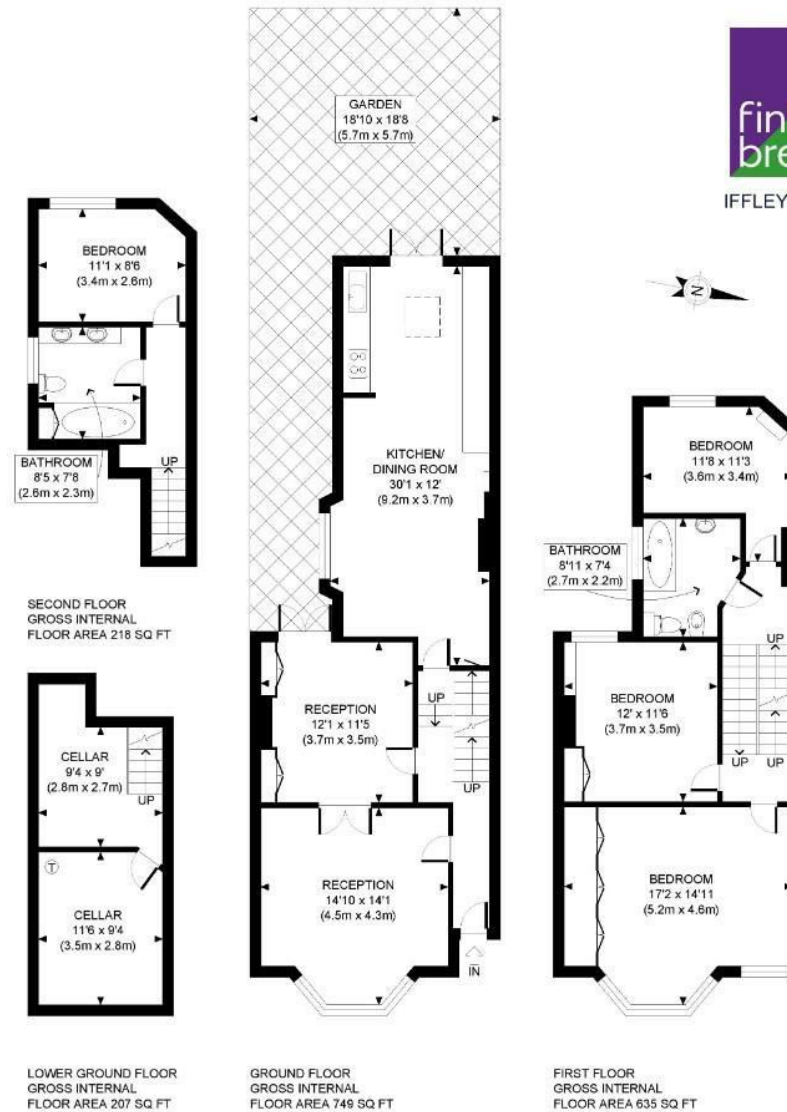 GARDEN
18'10 x 18'8
(5.7m x 5.7m)
IFFLEY
BEDROOM
11'1 x 8'6
(3.4m x 2.6m)
BATHROOM
8'5 x 7'8
(2.6m x 2.3m)
UP
SECOND FLOOR
GROSS INTERNAL
FLOOR AREA 218 SQ FT
CELLAR
9'4 x 9'
(2.8m x 2.7m)
UP
T
CELLAR
11'6 x 9'4
(3.5m x 2.8m)
LOWER GROUND FLOOR
GROSS INTERNAL
FLOOR AREA 207 SQ FT
KITCHEN/
DINING ROOM
30'1 x 12'
(9.2m x 3.7m)
RECEPTION
12'1 x 11'5
(3.7m x 3.5m)
UP
UP
RECEPTION
14'10 x 14'1
(4.5m x 4.3m)
IN
GROUND FLOOR
GROSS INTERNAL
FLOOR AREA 749 SQ FT
fin
bre
N
BEDROOM
11'8 x 11'3
(3.6m x 3.4m)
BATHROOM
8'11 x 7'4
(2.7m x 2.2m)
UP
BEDROOM
12' x 11'6
(3.7m x 3.5m)
UP UP
BEDROOM
17'2 x 14'11
(5.2m x 4.6m)
FIRST FLOOR
GROSS INTERNAL
FLOOR AREA 635 SQ FT